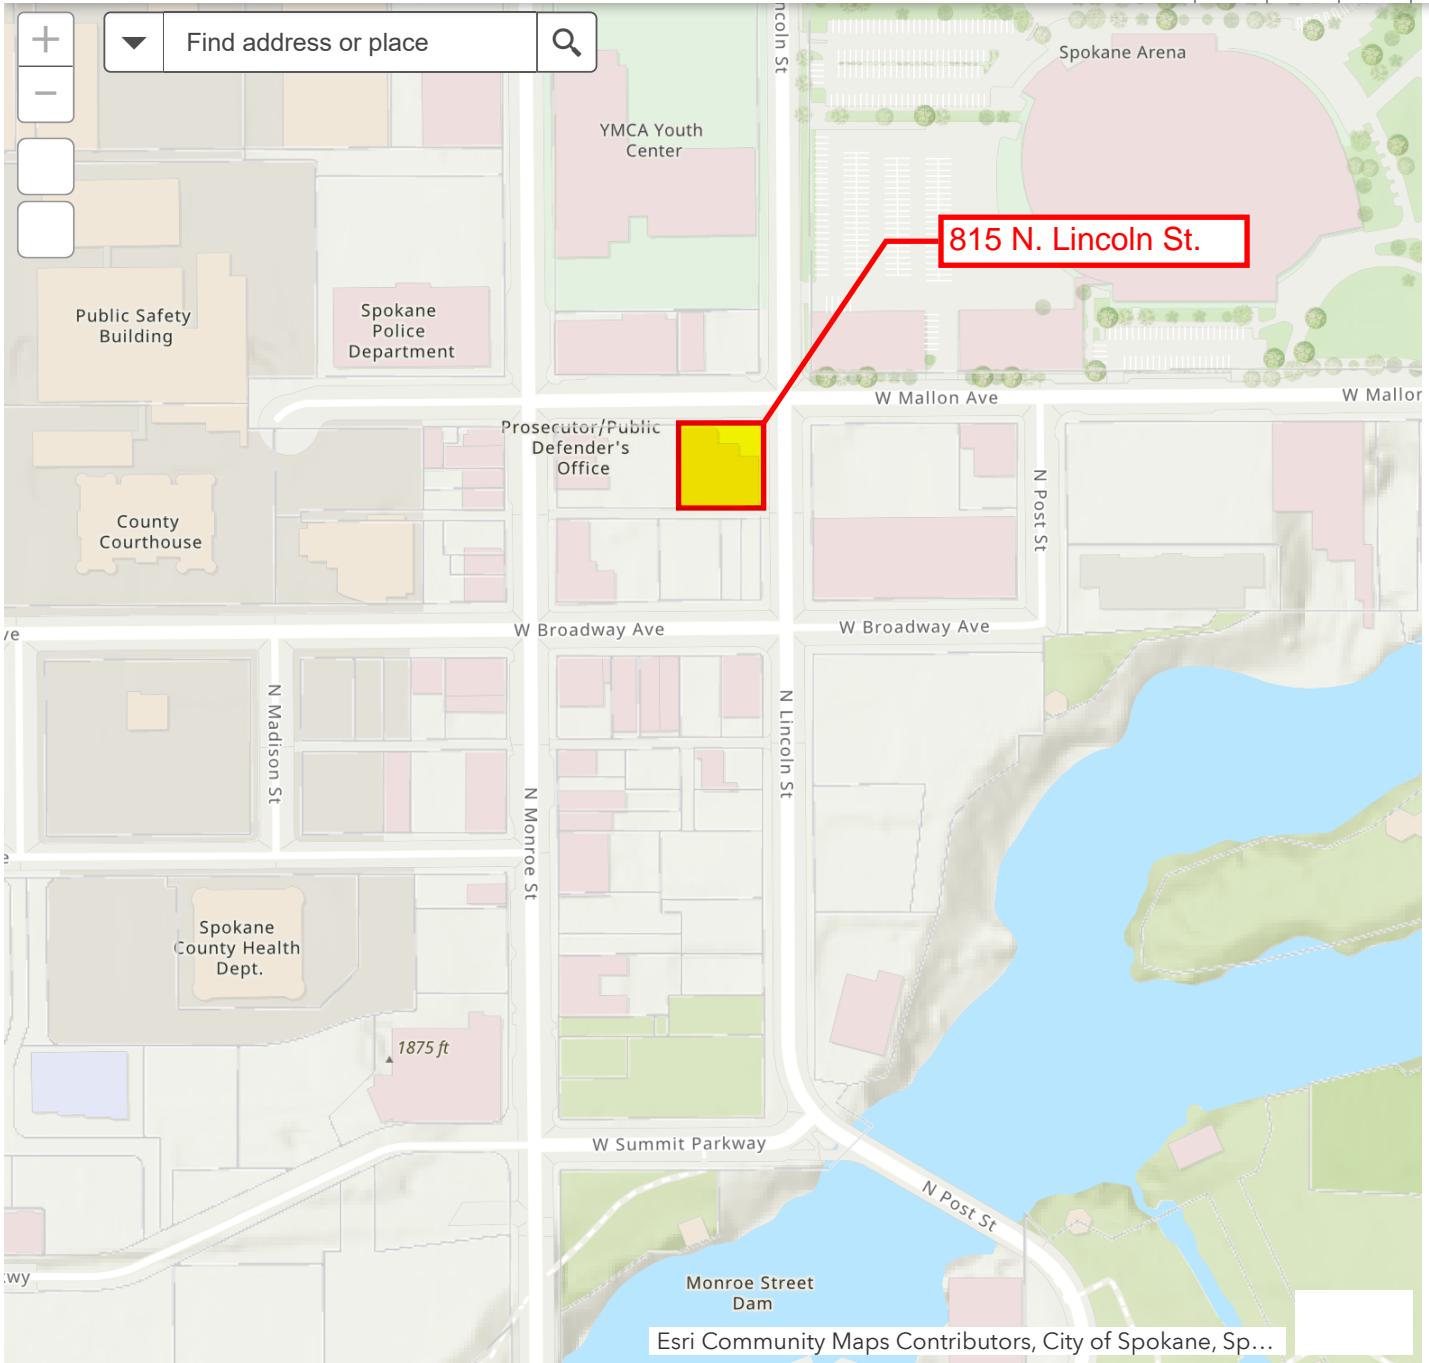 Find address or place
ncoln St
Spokane Arena
YMCA Youth
Center
815 N. Lincoln St.
Public Safety
Building
Spokane
Police
Department
W Mallon Ave
W Mallor
Prosecutor/Public
Defender's
Office
County
Courthouse
N Post St
ve
W Broadway Ave
W Broadway Ave
N Madison St
N Lincoln St
N Monroe St
e
Spokane
County Health
Dept.
1875 ft
W Summit Parkway
N Post St
kwy
Monroe Street
Dam
Esri Community Maps Contributors, City of Spokane, Sp...